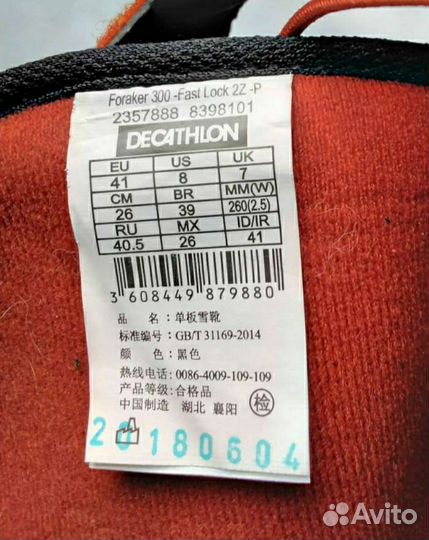 Foraker 300 -Fast Lock 2Z -P
2357888 8398101
DECATHLON
EU US UK
41 8 7
CM BR MM(W)
26 39 260(2.5)
RU MX ID/IR
40.5 26 41
3 608449 879880
品 名：单板雪靴
标准编号：GB/T 31169-2014
颜 色：黑色
热线电话：0086-4009-109-109
产品等级：合格品
中国制造 湖北 襄阳 检
20180604
Avito